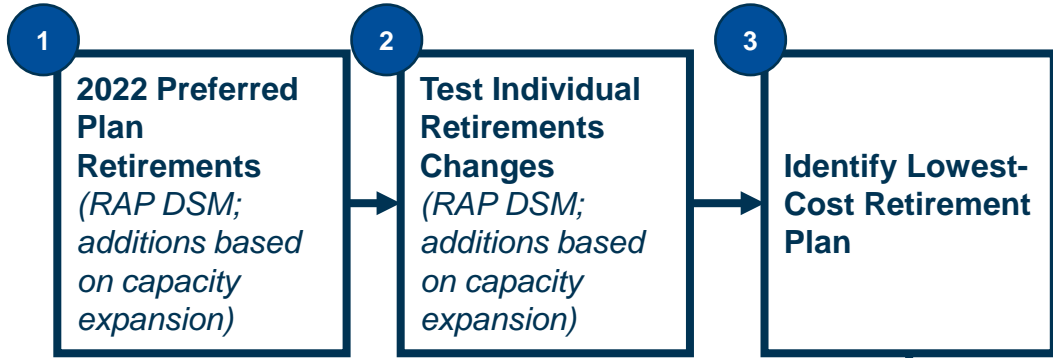 1
2022 Preferred
Plan
Retirements
(RAP DSM;
additions based
on capacity
expansion)
2
Test Individual
Retirements
Changes
(RAP DSM;
additions based
on capacity
expansion)
3
Identify Lowest-
Cost Retirement
Plan